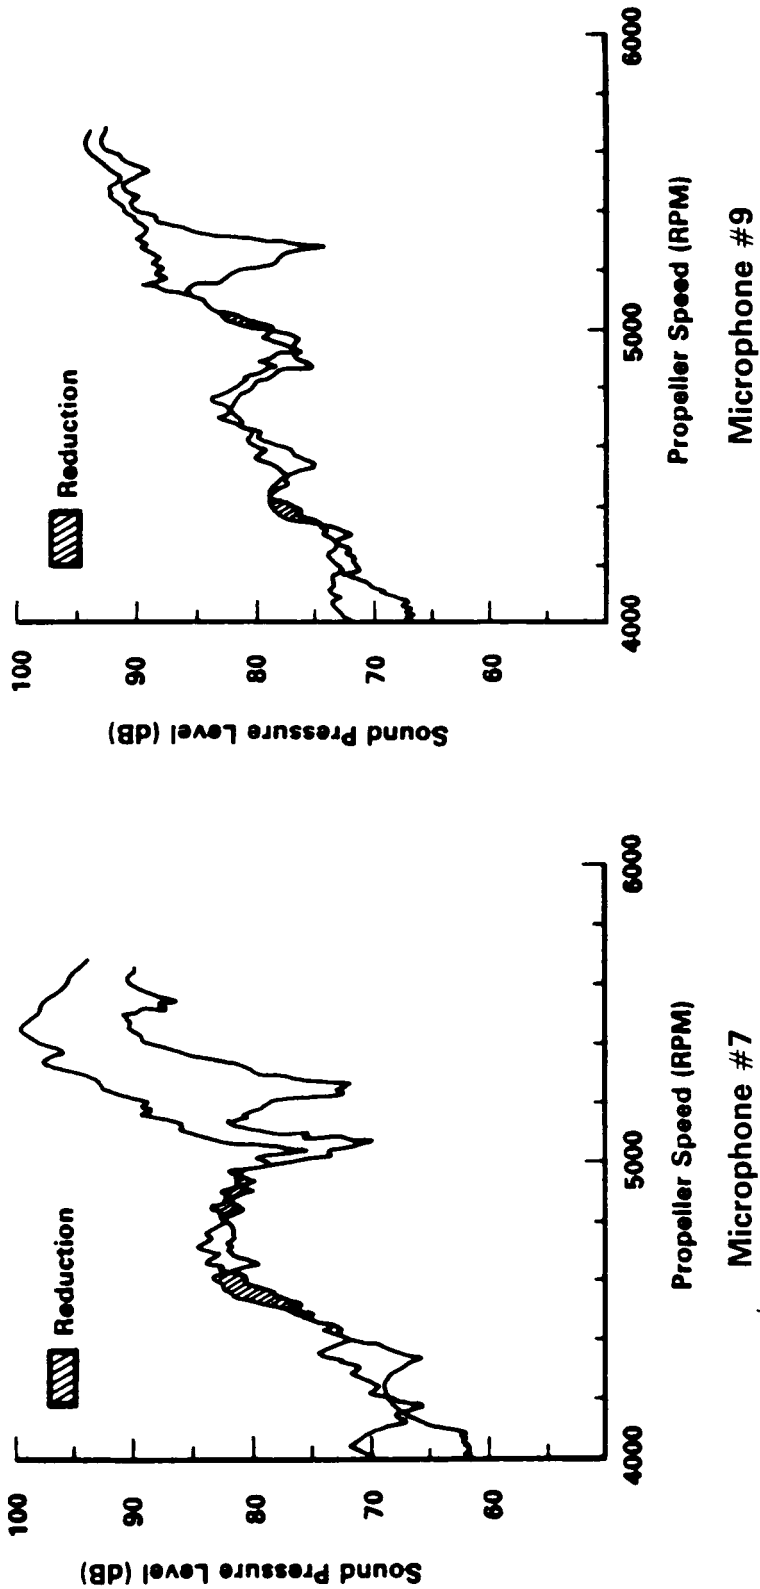 Sound Pressure Level (dB)
100
90
80
70
60
Reduction
4000
5000
6000
Propeller Speed (RPM)
Microphone #7
Sound Pressure Level (dB)
100
90
80
70
60
Reduction
4000
5000
6000
Propeller Speed (RPM)
Microphone #9